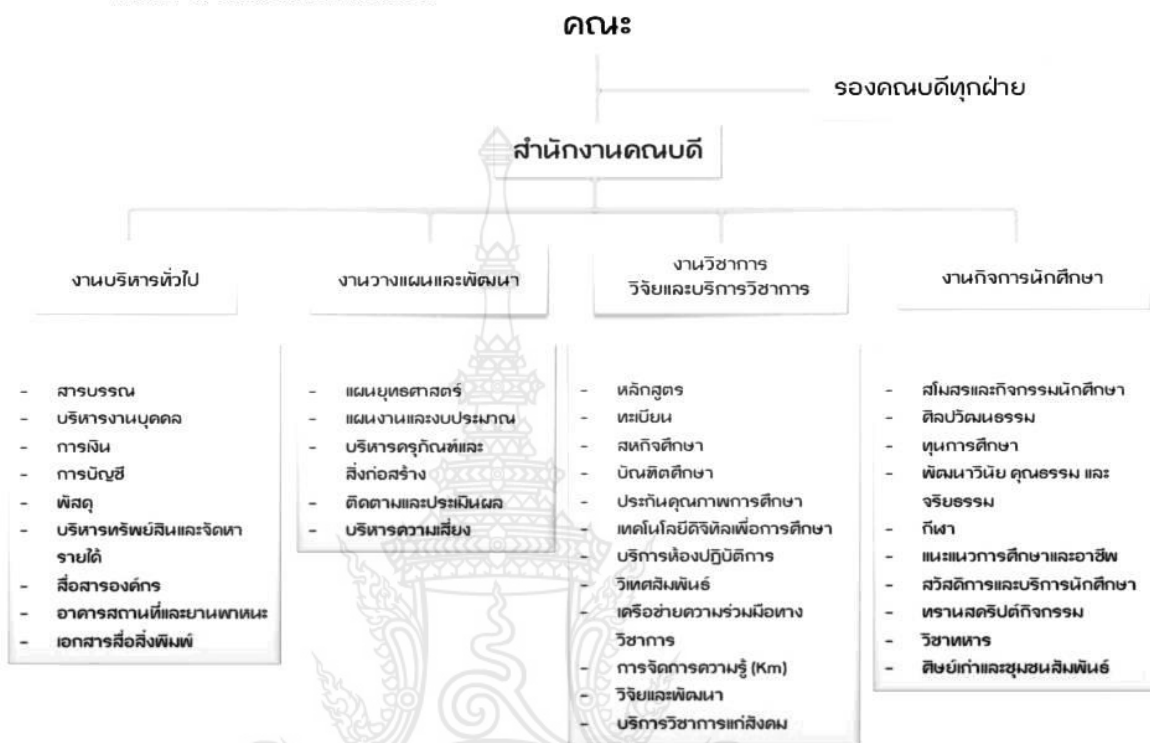 คณะ
รองคณบดีทุกฝ่าย
สำนักงานคณบดี
งานบริหารทั่วไป
- สารบรรณ
- บริหารงานบุคคล
- การเงิน
- การบัญชี
- พัสดุ
- บริหารทรัพย์สินและจัดหา
รายได้
- สื่อสารองค์กร
- อาคารสถานที่และยานพาหนะ
- เอกสารสื่อสิ่งพิมพ์
งานวางแผนและพัฒนา
- แผนยุทธศาสตร์
- แผนงานและงบประมาณ
- บริหารครุภัณฑ์และ
สิ่งก่อสร้าง
- ติดตามและประเมินผล
- บริหารความเสี่ยง
งานวิชาการ
วิจัยและบริการวิชาการ
- หลักสูตร
- ทะเบียน
- สหกิจศึกษา
- บัณฑิตศึกษา
- ประกันคุณภาพการศึกษา
- เทคโนโลยีดิจิทัลเพื่อการศึกษา
- บริการห้องปฏิบัติการ
- วิเทศสัมพันธ์
- เครือข่ายความร่วมมือทาง
วิชาการ
- การจัดการความรู้ (Km)
- วิจัยและพัฒนา
- บริการวิชาการแก่สังคม
งานกิจการนักศึกษา
- สโมสรและกิจกรรมนักศึกษา
- ศิลปวัฒนธรรม
- ทุนการศึกษา
- พัฒนาวินัย คุณธรรม และ
จริยธรรม
- กีฬา
- แนะแนวการศึกษาและอาชีพ
- สวัสดิการและบริการนักศึกษา
- ทรานสคริปต์กิจกรรม
- วิชาทหาร
- ศิษย์เก่าและชุมชนสัมพันธ์